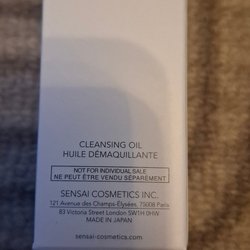 CLEANSING OIL
HUILE DÉMAQUILLANTE
NOT FOR INDIVIDUAL SALE
NE PEUT ÊTRE VENDU SÉPARÉMENT
SENSAI COSMETICS INC.
121 Avenue des Champs-Élysées, 75008 Paris
83 Victoria Street London SW1H 0HW
MADE IN JAPAN
sensai-cosmetics.com